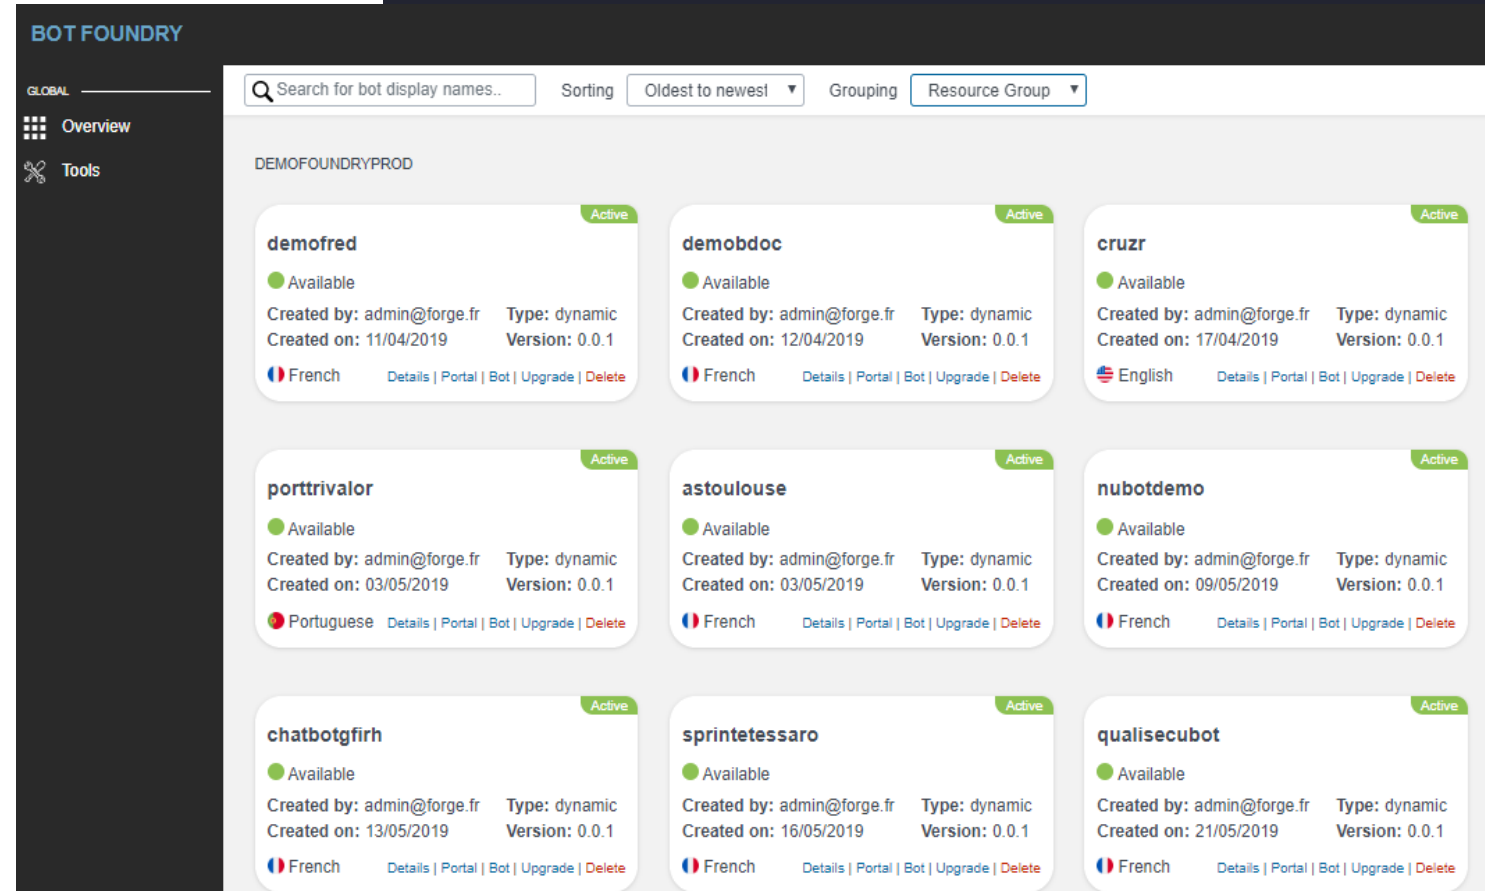 BOT FOUNDRY
GLOBAL
Overview
Tools
Search for bot display names..
Sorting
Oldest to newest
Grouping
Resource Group
DEMOFOUNDRYPROD
Active
demofred
Available
Created by: admin@forge.fr Type: dynamic
Created on: 11/04/2019 Version: 0.0.1
French Details | Portal | Bot | Upgrade | Delete
Active
demobdoc
Available
Created by: admin@forge.fr Type: dynamic
Created on: 12/04/2019 Version: 0.0.1
French Details | Portal | Bot | Upgrade | Delete
Active
cruzr
Available
Created by: admin@forge.fr Type: dynamic
Created on: 17/04/2019 Version: 0.0.1
English Details | Portal | Bot | Upgrade | Delete
Active
porttrivalor
Available
Created by: admin@forge.fr Type: dynamic
Created on: 03/05/2019 Version: 0.0.1
Portuguese Details | Portal | Bot | Upgrade | Delete
Active
astoulouse
Available
Created by: admin@forge.fr Type: dynamic
Created on: 03/05/2019 Version: 0.0.1
French Details | Portal | Bot | Upgrade | Delete
Active
nubotdemo
Available
Created by: admin@forge.fr Type: dynamic
Created on: 09/05/2019 Version: 0.0.1
French Details | Portal | Bot | Upgrade | Delete
Active
chatbotgfirh
Available
Created by: admin@forge.fr Type: dynamic
Created on: 13/05/2019 Version: 0.0.1
French Details | Portal | Bot | Upgrade | Delete
Active
sprintetessaro
Available
Created by: admin@forge.fr Type: dynamic
Created on: 16/05/2019 Version: 0.0.1
French Details | Portal | Bot | Upgrade | Delete
Active
qualisecubot
Available
Created by: admin@forge.fr Type: dynamic
Created on: 21/05/2019 Version: 0.0.1
French Details | Portal | Bot | Upgrade | Delete